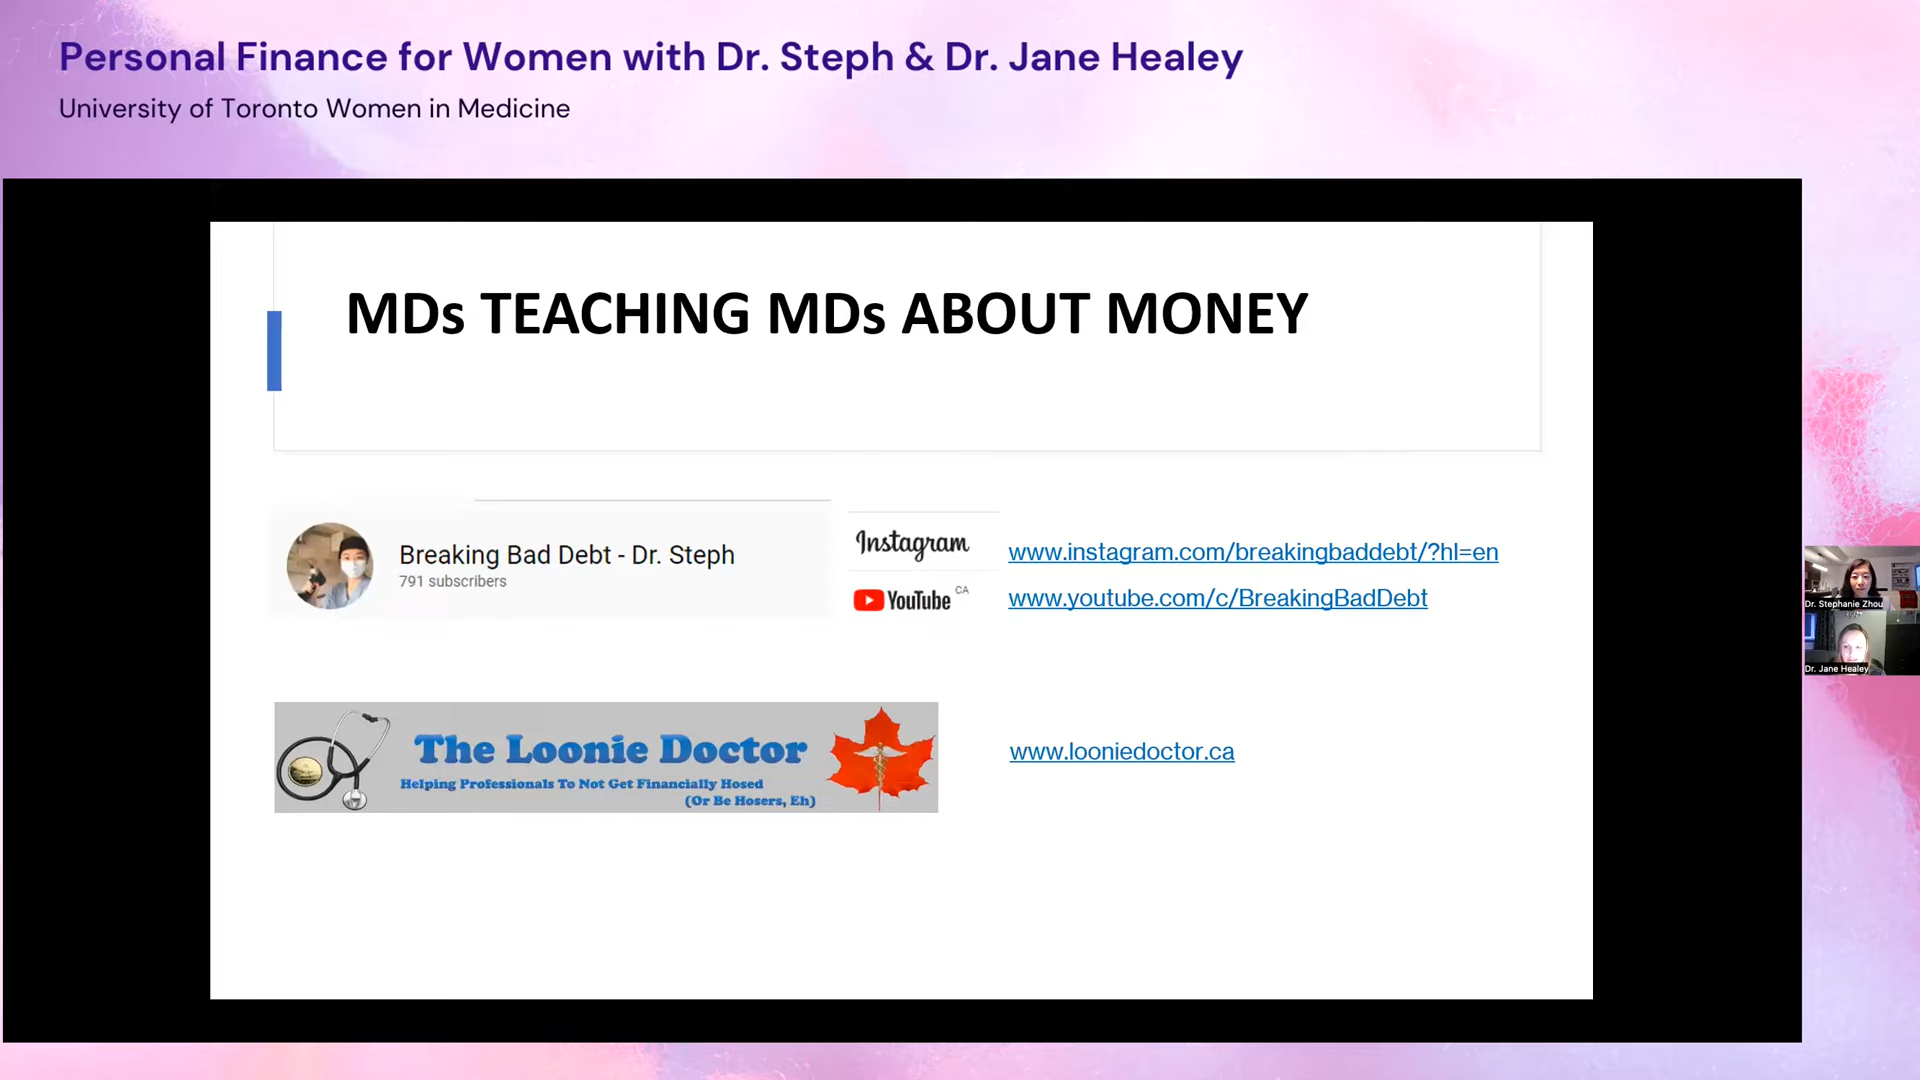 Personal Finance for Women with Dr. Steph & Dr. Jane Healey
University of Toronto Women in Medicine
MDs TEACHING MDs ABOUT MONEY
Breaking Bad Debt - Dr. Steph
791 subscribers
Instagram
www.instagram.com/breakingbaddebt/?hl=en
YouTube CA
www.youtube.com/c/BreakingBadDebt
The Loonie Doctor
Helping Professionals To Not Get Financially Hosed
(Or Be Hosers, Eh)
www.looniedoctor.ca
Dr. Stephanie Zhou
Dr. Jane Healey